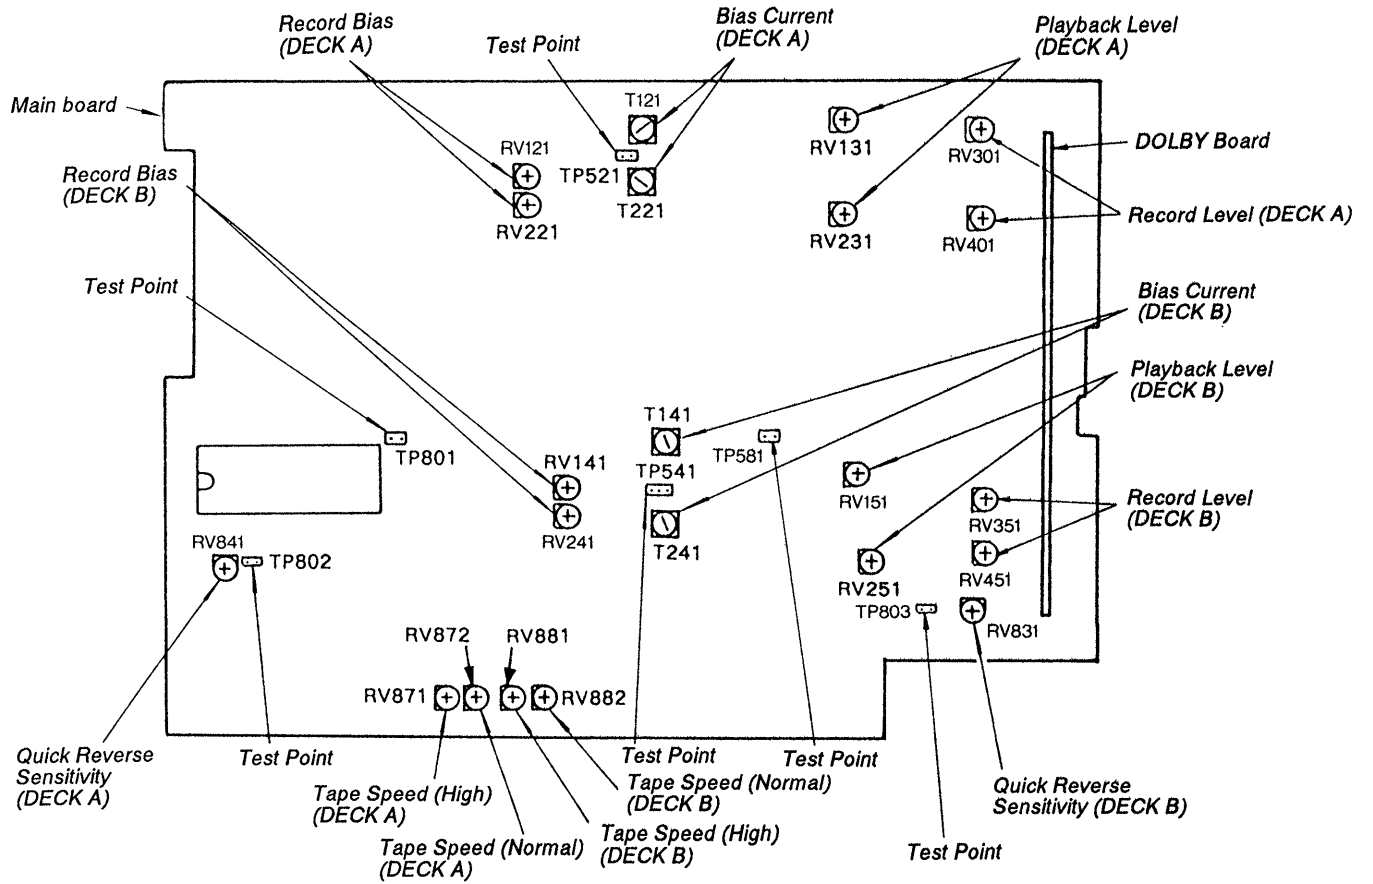 Record Bias
(DECK A)
Test Point
Bias Current
(DECK A)
Playback Level
(DECK A)
Main board
T121
RV121
TP521
RV131
RV301
DOLBY Board
Record Bias
(DECK B)
T221
RV221
RV231
RV401
Record Level (DECK A)
Test Point
Bias Current
(DECK B)
Playback Level
(DECK B)
T141
TP801
RV141
TP541
TP581
RV151
RV351
Record Level
(DECK B)
RV841
TP802
RV241
T241
RV251
RV451
TP803
RV831
RV872
RV881
RV871
RV882
Quick Reverse
Sensitivity
(DECK A)
Test Point
Test Point
Test Point
Tape Speed (High)
(DECK A)
Tape Speed (Normal)
(DECK B)
Quick Reverse
Sensitivity (DECK B)
Tape Speed (Normal)
(DECK A)
Tape Speed (High)
(DECK B)
Test Point